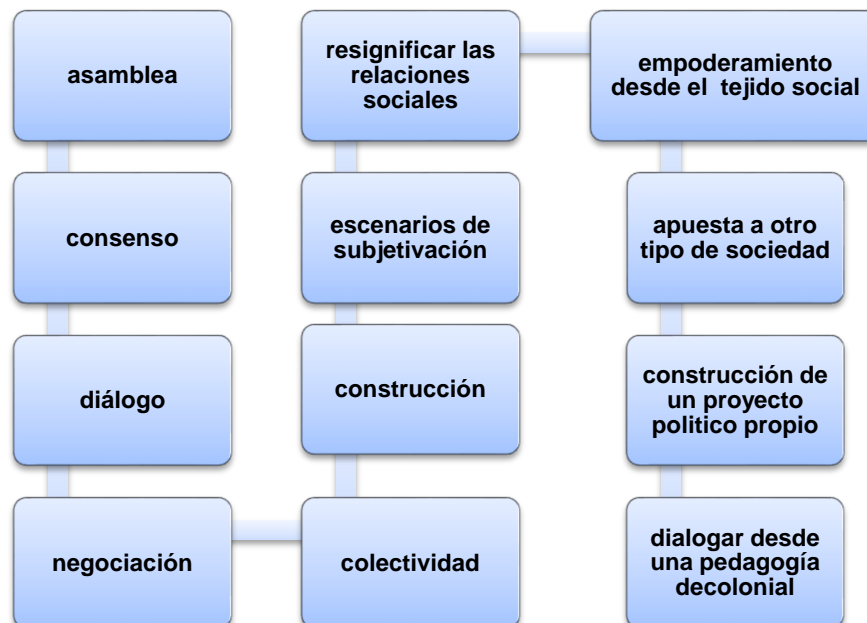 asamblea
consenso
diálogo
negociación
colectividad
construcción
escenarios de
subjetivación
resignificar las
relaciones
sociales
empoderamiento
desde el tejido social
apuesta a otro
tipo de sociedad
construcción de
un proyecto
politico propio
dialogar desde
una pedagogía
decolonial